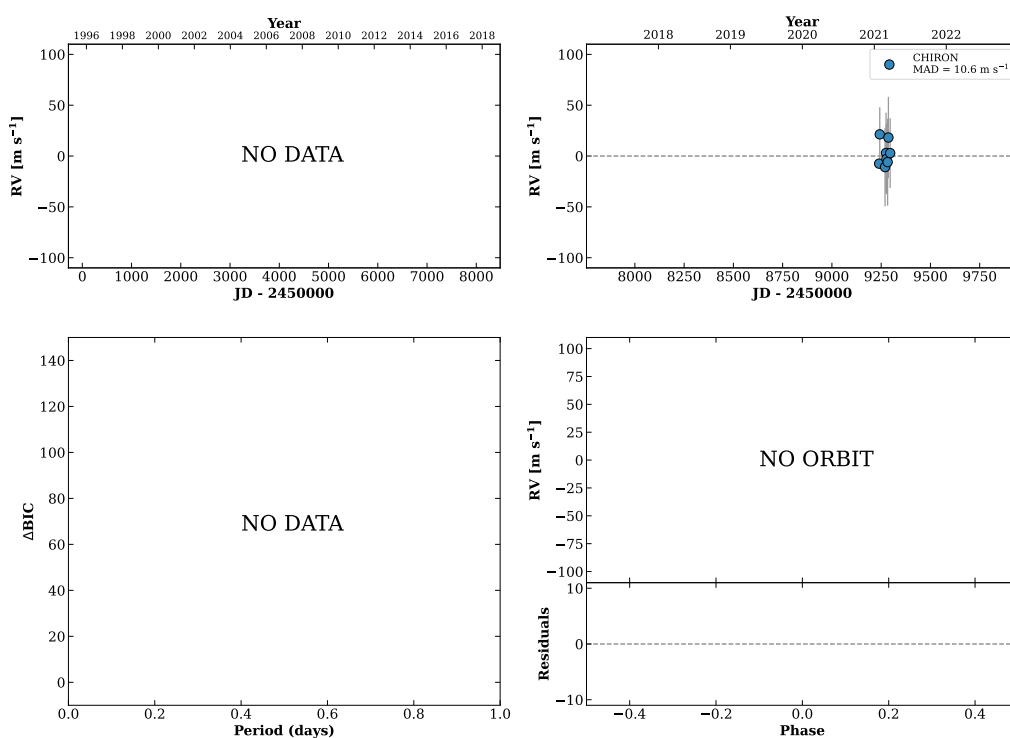 Year
1996 1998 2000 2002 2004 2006 2008 2010 2012 2014 2016 2018
100
50
0
−50
−100
RV [m s⁻¹]
NO DATA
0 1000 2000 3000 4000 5000 6000 7000 8000
JD - 2450000
Year
2018 2019 2020 2021 2022
CHIRON
MAD = 10.6 m s⁻¹
100
50
0
−50
−100
RV [m s⁻¹]
8000 8250 8500 8750 9000 9250 9500 9750
JD - 2450000
140
120
100
80
60
40
20
0
ΔBIC
NO DATA
0.0 0.2 0.4 0.6 0.8 1.0
Period (days)
100
75
50
25
0
−25
−50
−75
−100
RV [m s⁻¹]
NO ORBIT
10
0
−10
Residuals
−0.4 −0.2 0.0 0.2 0.4
Phase